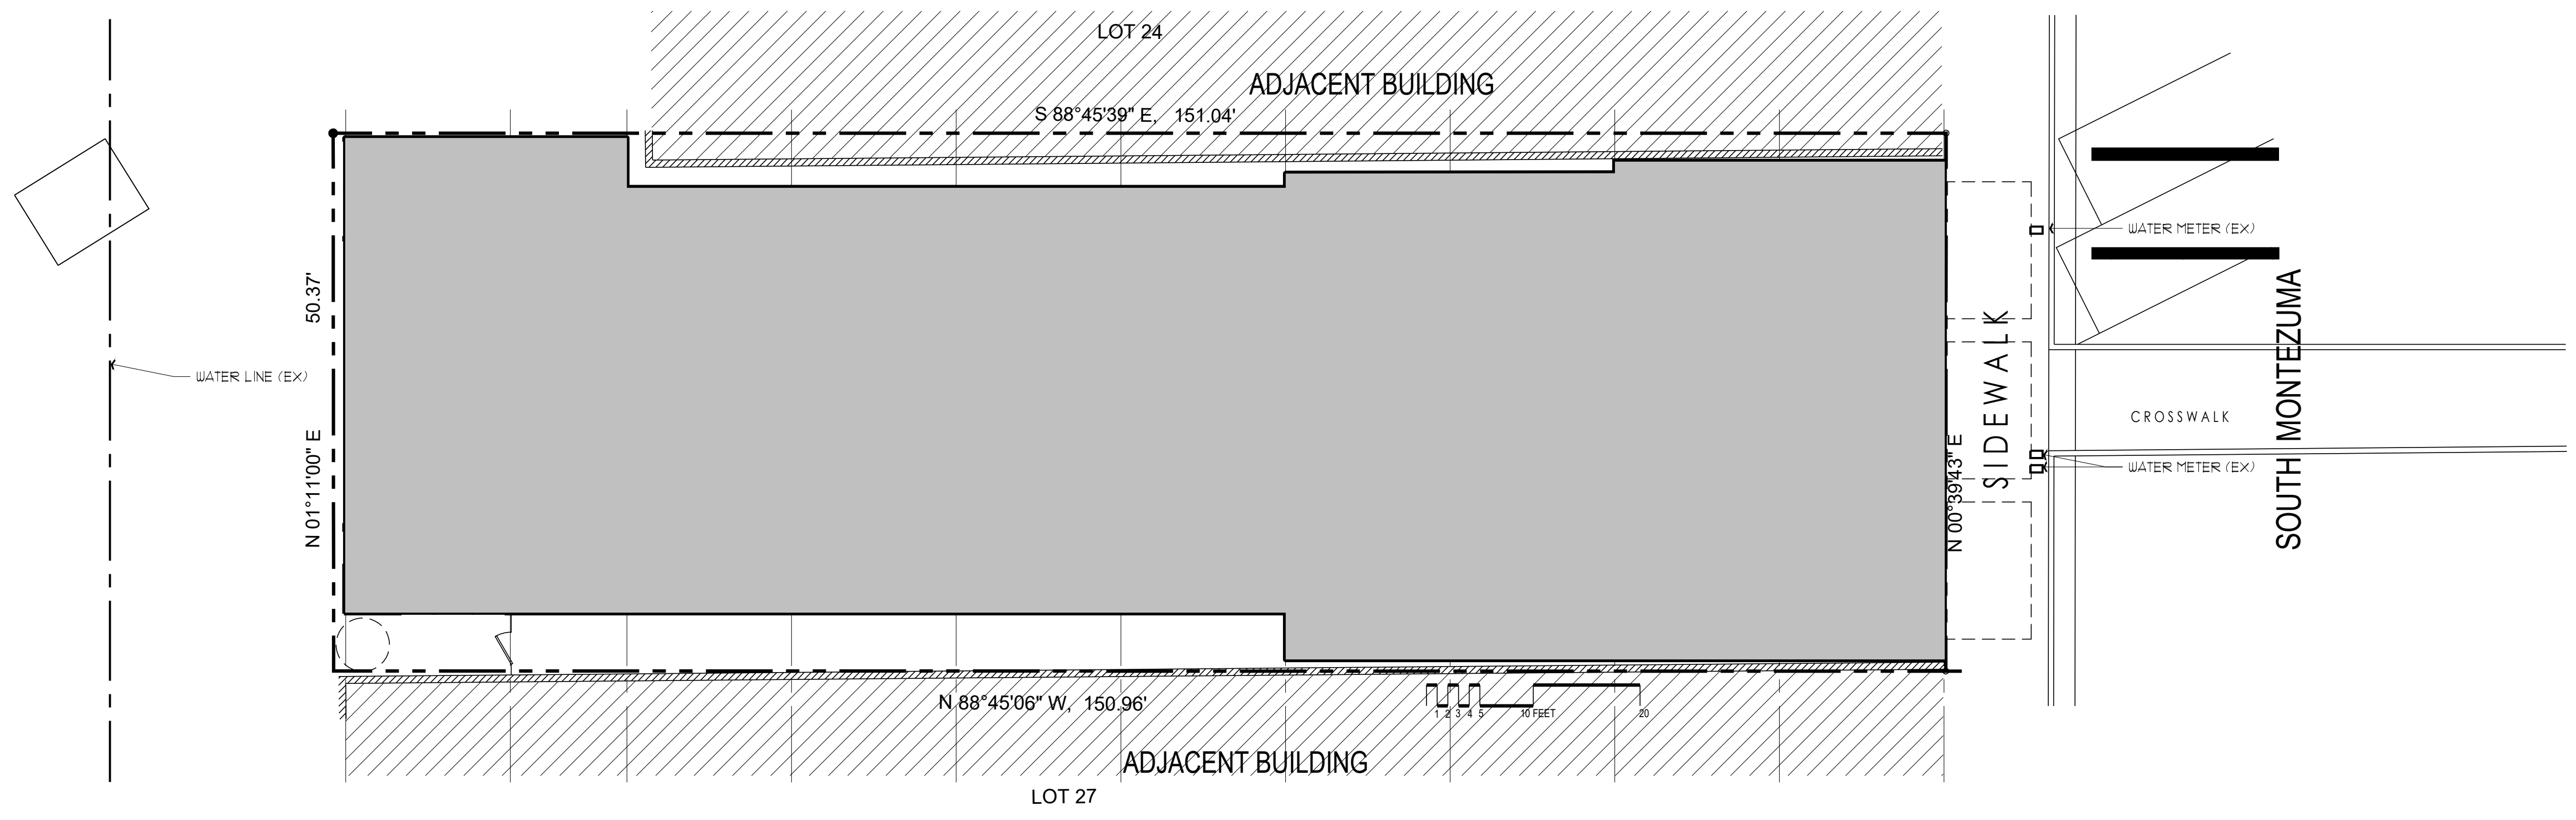 LOT 24
ADJACENT BUILDING
S 88°45'39" E, 151.04'
WATER METER (EX)
50.37'
N 01°11'00" E
WATER LINE (EX)
SIDEWALK
N 00°39'43" E
CROSSWALK
SOUTH MONTEZUMA
WATER METER (EX)
N 88°45'06" W, 150.96'
1 2 3 4 5 10 FEET 20
ADJACENT BUILDING
LOT 27